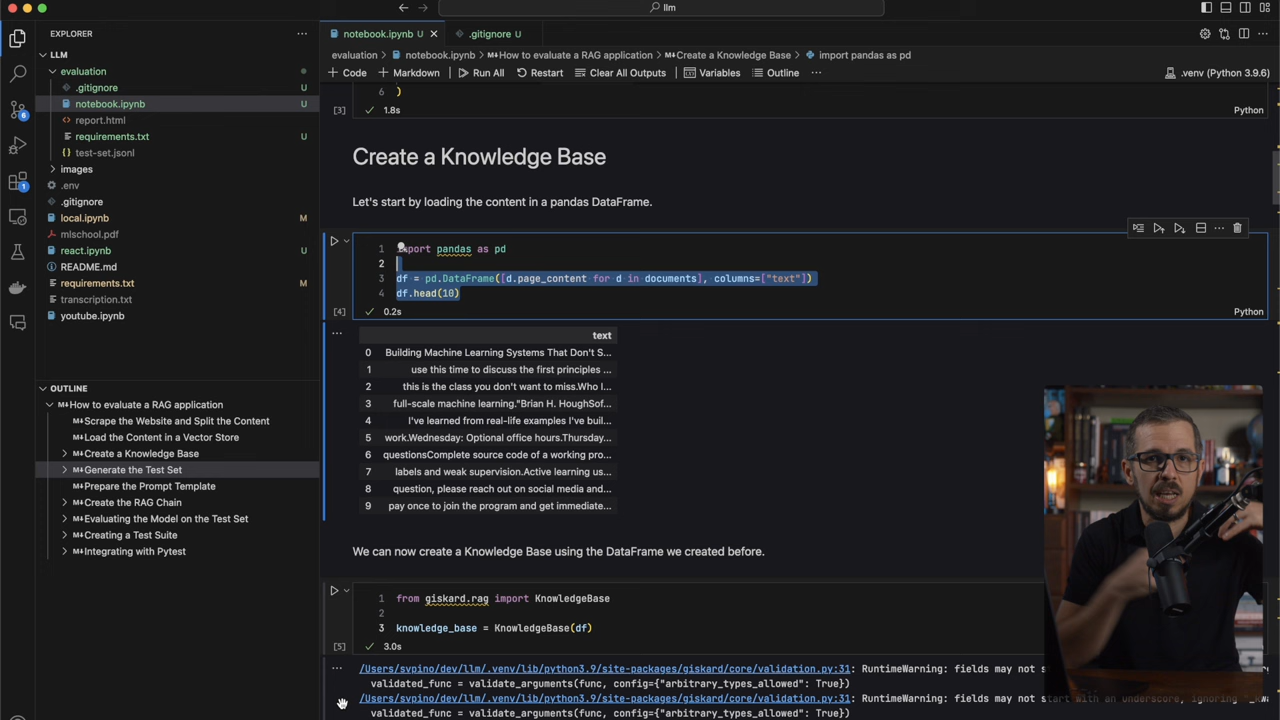 llm
EXPLORER
notebook.ipynb U
.gitignore U
LLM
evaluation
.gitignore U
notebook.ipynb U
report.html
requirements.txt U
test-set.jsonl
images
.env
.gitignore
local.ipynb M
mlschool.pdf
react.ipynb U
README.md
requirements.txt M
transcription.txt
youtube.ipynb
6
1
OUTLINE
How to evaluate a RAG application
Scrape the Website and Split the Content
Load the Content in a Vector Store
Create a Knowledge Base
Generate the Test Set
Prepare the Prompt Template
Create the RAG Chain
Evaluating the Model on the Test Set
Creating a Test Suite
Integrating with Pytest
evaluation > notebook.ipynb > M↓How to evaluate a RAG application > M↓Create a Knowledge Base > import pandas as pd
+ Code + Markdown Run All Restart Clear All Outputs Variables Outline ... .venv (Python 3.9.6)
6 )
[3] ✓ 1.8s Python
Create a Knowledge Base
Let's start by loading the content in a pandas DataFrame.
1 import pandas as pd
2
3 df = pd.DataFrame([d.page_content for d in documents], columns=["text"])
4 df.head(10)
[4] ✓ 0.2s Python
text
0 Building Machine Learning Systems That Don't S...
1 use this time to discuss the first principles ...
2 this is the class you don't want to miss.Who I...
3 full-scale machine learning."Brian H. HoughSof...
4 I've learned from real-life examples I've buil...
5 work.Wednesday: Optional office hours.Thursday...
6 questionsComplete source code of a working pro...
7 labels and weak supervision.Active learning us...
8 question, please reach out on social media and...
9 pay once to join the program and get immediate...
We can now create a Knowledge Base using the DataFrame we created before.
1 from giskard.rag import KnowledgeBase
2
3 knowledge_base = KnowledgeBase(df)
[5] ✓ 3.0s
/Users/svpino/dev/llm/.venv/lib/python3.9/site-packages/giskard/core/validation.py:31: RuntimeWarning: fields may not s
validated_func = validate_arguments(func, config={"arbitrary_types_allowed": True})
/Users/svpino/dev/llm/.venv/lib/python3.9/site-packages/giskard/core/validation.py:31: RuntimeWarning: fields may not start with an underscore, ignoring
validated_func = validate_arguments(func, config={"arbitrary_types_allowed": True})